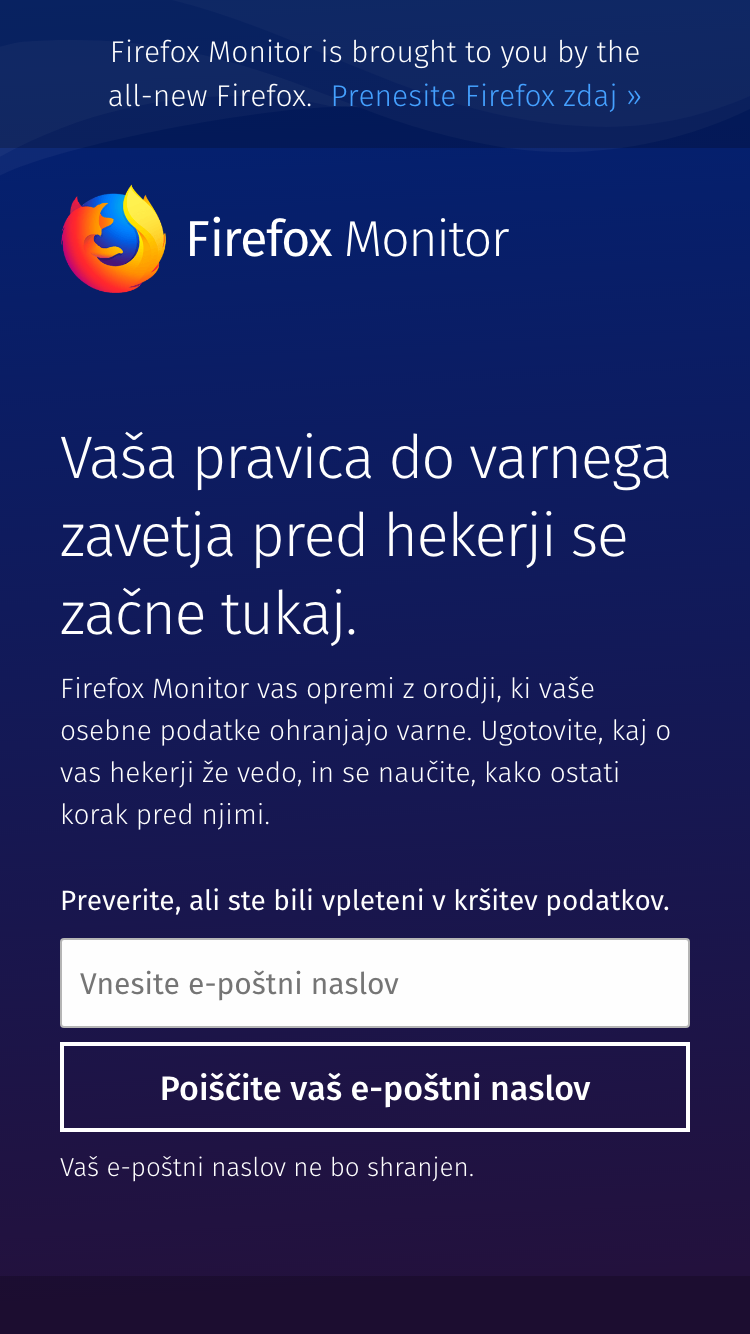 Firefox Monitor is brought to you by the
all-new Firefox. Prenesite Firefox zdaj »
Firefox Monitor
Vaša pravica do varnega
zavetja pred hekerji se
začne tukaj.
Firefox Monitor vas opremi z orodji, ki vaše
osebne podatke ohranjajo varne. Ugotovite, kaj o
vas hekerji že vedo, in se naučite, kako ostati
korak pred njimi.
Preverite, ali ste bili vpleteni v kršitev podatkov.
Vnesite e-poštni naslov
Poiščite vaš e-poštni naslov
Vaš e-poštni naslov ne bo shranjen.